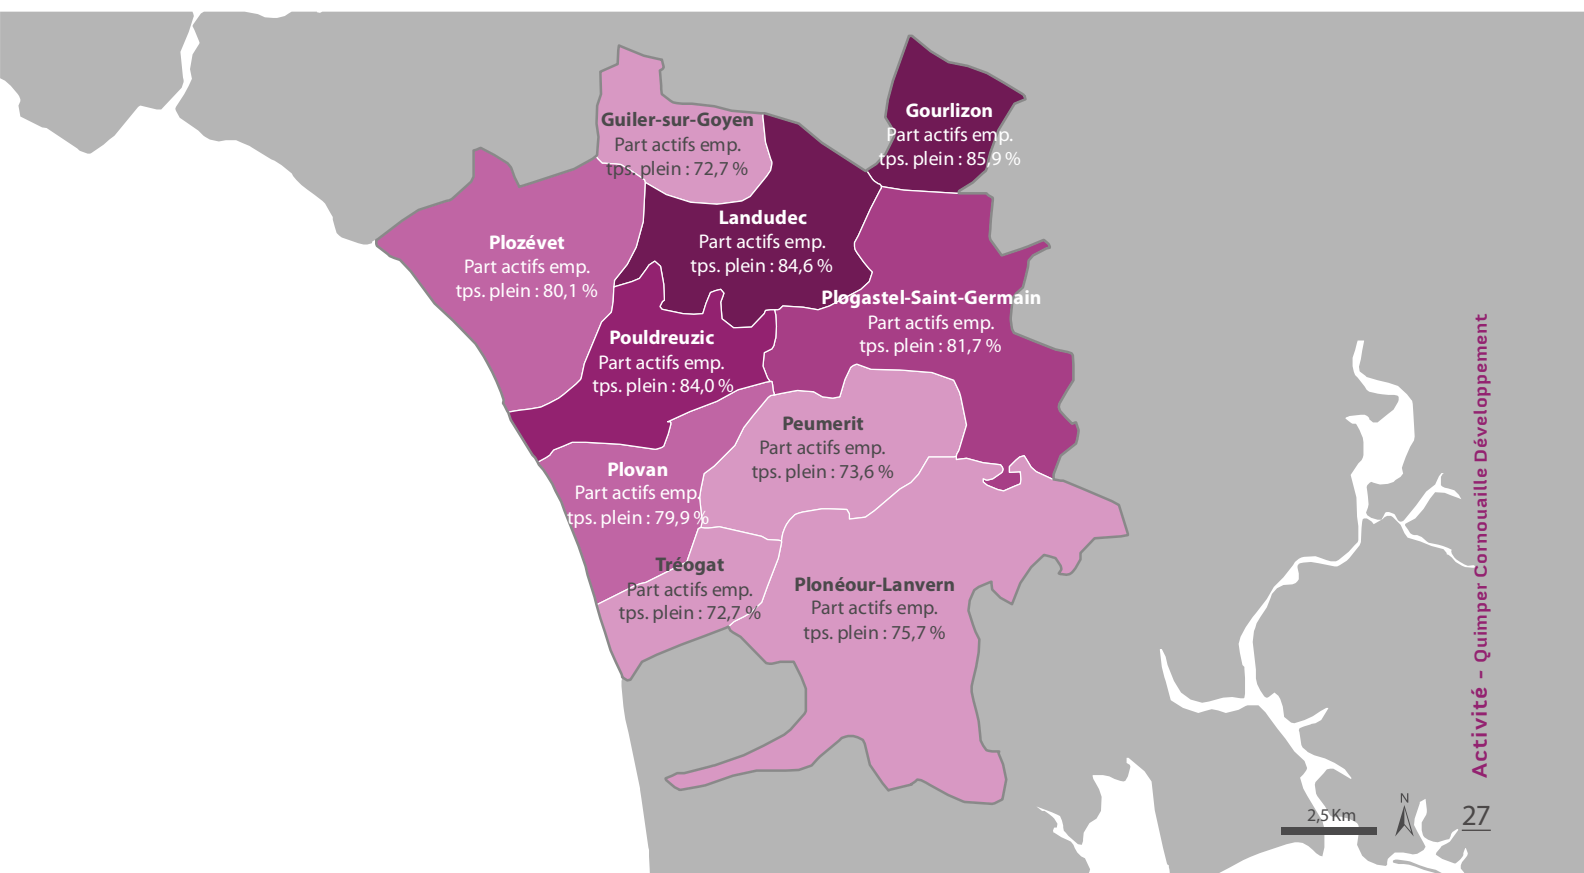 Guiler-sur-Goyen
Part actifs emp.
tps. plein : 72,7 %
Gourlizon
Part actifs emp.
tps. plein : 85,9 %
Landudec
Part actifs emp.
tps. plein : 84,6 %
Plozévet
Part actifs emp.
tps. plein : 80,1 %
Plogastel-Saint-Germain
Part actifs emp.
tps. plein : 81,7 %
Pouldreuzic
Part actifs emp.
tps. plein : 84,0 %
Peumerit
Part actifs emp.
tps. plein : 73,6 %
Plovan
Part actifs emp.
tps. plein : 79,9 %
Tréogat
Part actifs emp.
tps. plein : 72,7 %
Plonéour-Lanvern
Part actifs emp.
tps. plein : 75,7 %
Activité - Quimper Cornouaille Développement
2,5 Km
N
27